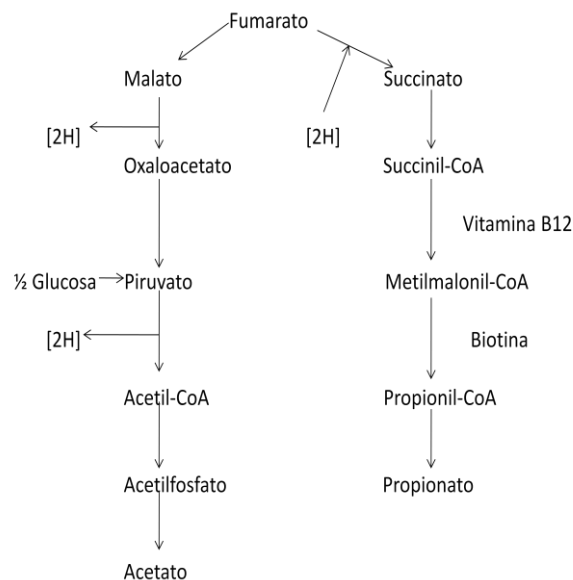 Fumarato
Malato
Succinato
[2H]
[2H]
Oxaloacetato
Succinil-CoA
Vitamina B12
½ Glucosa
Piruvato
Metilmalonil-CoA
[2H]
Biotina
Acetil-CoA
Propionil-CoA
Acetilfosfato
Propionato
Acetato